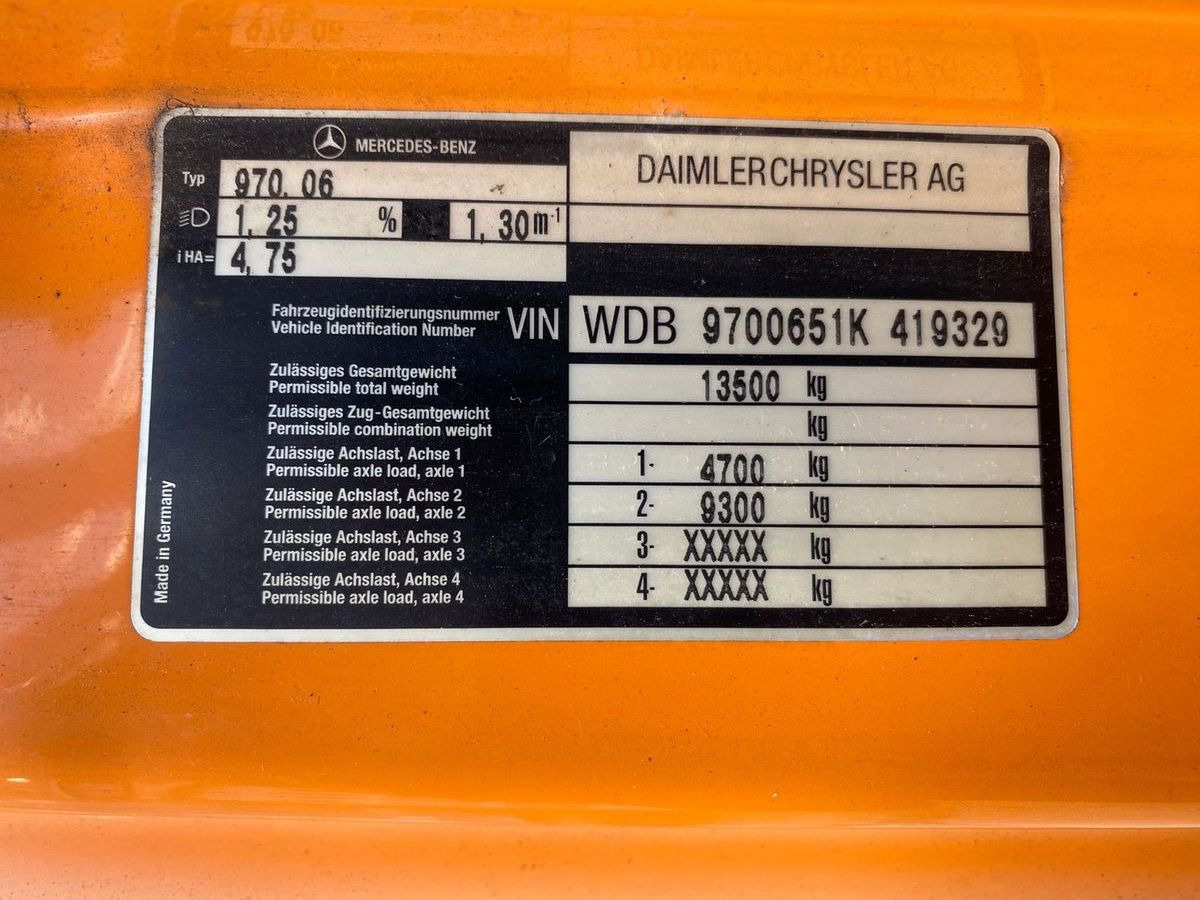 MERCEDES-BENZ
DAIMLERCHRYSLER AG
Typ 970. 06
1, 25 % 1, 30 m-1
i HA= 4, 75
Fahrzeugidentifizierungsnummer
Vehicle Identification Number
VIN WDB 9700651K 419329
Zulässiges Gesamtgewicht
Permissible total weight
13500 kg
Zulässiges Zug-Gesamtgewicht
Permissible combination weight
kg
Zulässige Achslast, Achse 1
Permissible axle load, axle 1
1- 4700 kg
Zulässige Achslast, Achse 2
Permissible axle load, axle 2
2- 9300 kg
Zulässige Achslast, Achse 3
Permissible axle load, axle 3
3- XXXXX kg
Zulässige Achslast, Achse 4
Permissible axle load, axle 4
4- XXXXX kg
Made in Germany